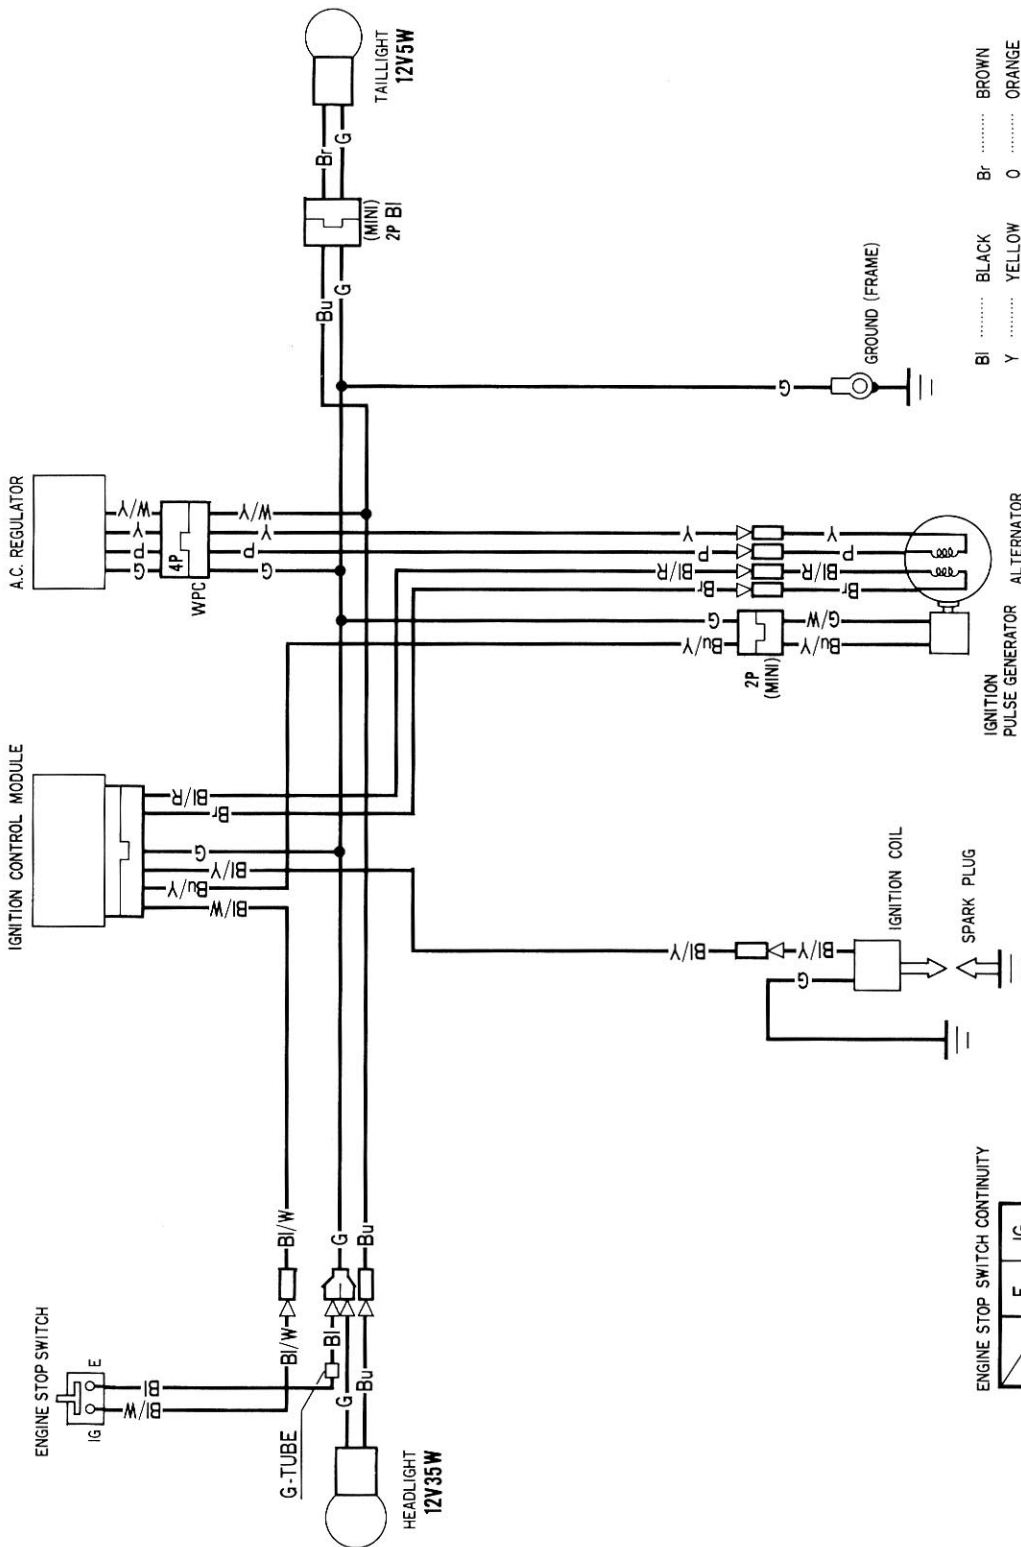 ENGINE STOP SWITCH
IG
E
Bl/W
Bl
G-TUBE
Bl/W
Bl/W
Bl
G
G
Bu
Bu
HEADLIGHT
12V35W
IGNITION CONTROL MODULE
Bl/W
Bu/Y
Bl/Y
G
Br
Bl/R
A.C. REGULATOR
G
P
Y
Y/W
4P
WPC
G
P
Y
Y/W
TAILLIGHT
12V5W
Br
G
(MINI)
2P Bl
Bu
G
G
GROUND (FRAME)
Bl/Y
Bl/Y
G
IGNITION COIL
SPARK PLUG
Bu/Y
G
Br
Bl/R
P
Y
2P
(MINI)
Bu/Y
G/W
Br
Bl/R
P
Y
IGNITION
PULSE GENERATOR
ALTERNATOR
ENGINE STOP SWITCH CONTINUITY
E
IG
Bl ......... BLACK
Br ......... BROWN
Y ......... YELLOW
O ......... ORANGE